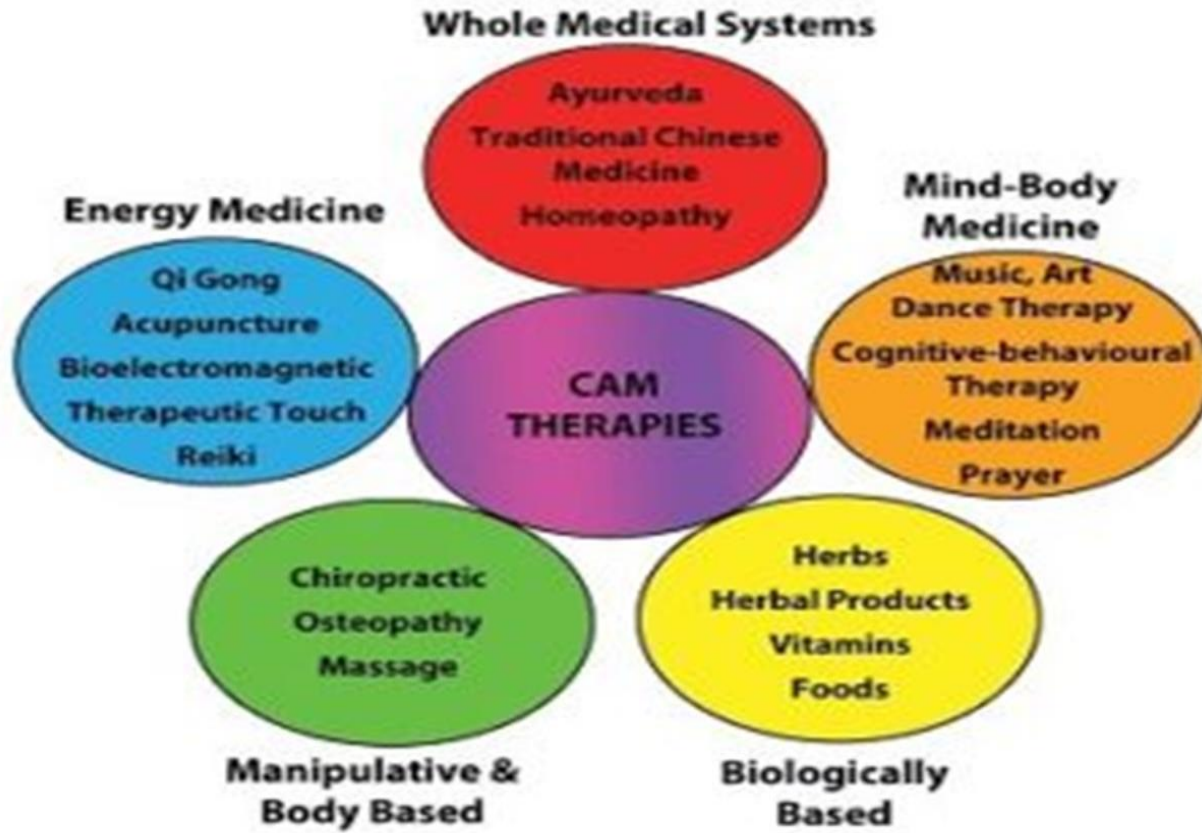 Whole Medical Systems
Ayurveda
Traditional Chinese
Medicine
Homeopathy
Energy Medicine
Qi Gong
Acupuncture
Bioelectromagnetic
Therapeutic Touch
Reiki
Mind-Body
Medicine
Music, Art
Dance Therapy
Cognitive-behavioural
Therapy
Meditation
Prayer
CAM
THERAPIES
Chiropractic
Osteopathy
Massage
Manipulative &
Body Based
Herbs
Herbal Products
Vitamins
Foods
Biologically
Based